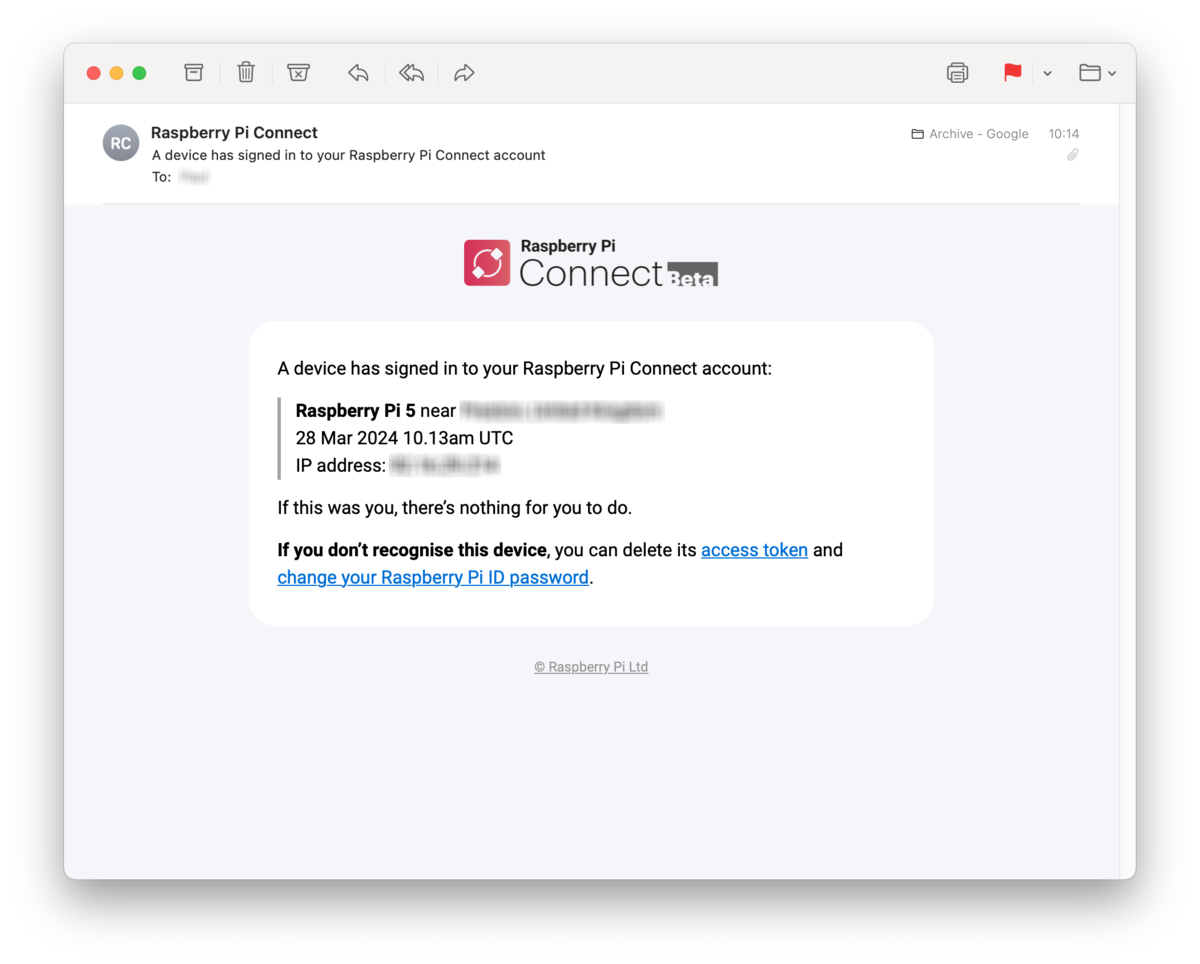 RC
Raspberry Pi Connect
Archive - Google 10:14
A device has signed in to your Raspberry Pi Connect account
To:
Raspberry Pi
Connect Beta
A device has signed in to your Raspberry Pi Connect account:
Raspberry Pi 5 near
28 Mar 2024 10.13am UTC
IP address:
If this was you, there’s nothing for you to do.
If you don’t recognise this device, you can delete its access token and
change your Raspberry Pi ID password.
© Raspberry Pi Ltd